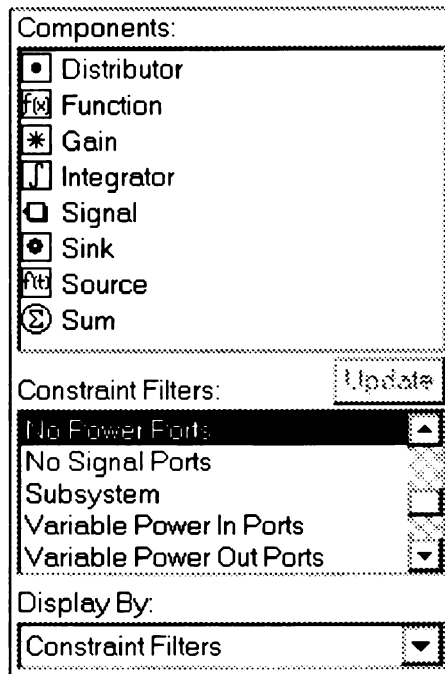 Components:
Distributor
f(x) Function
Gain
∫ Integrator
Signal
Sink
f(t) Source
Σ Sum
Update
Constraint Filters:
No Power Ports
No Signal Ports
Subsystem
Variable Power In Ports
Variable Power Out Ports
Display By:
Constraint Filters